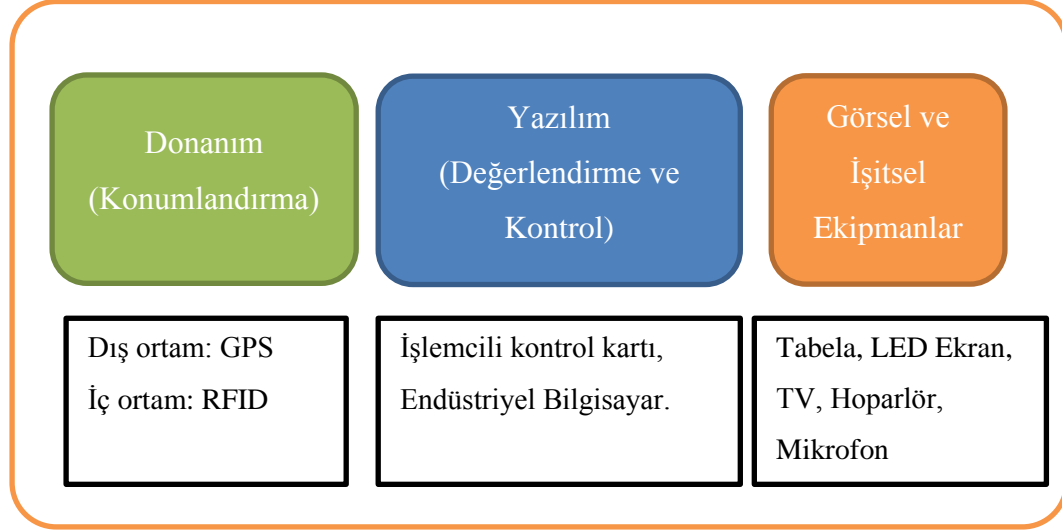 Donanım
(Konumlandırma)
Yazılım
(Değerlendirme ve
Kontrol)
Görsel ve
İşitsel
Ekipmanlar
Dış ortam: GPS
İç ortam: RFID
İşlemcili kontrol kartı,
Endüstriyel Bilgisayar.
Tabela, LED Ekran,
TV, Hoparlör,
Mikrofon